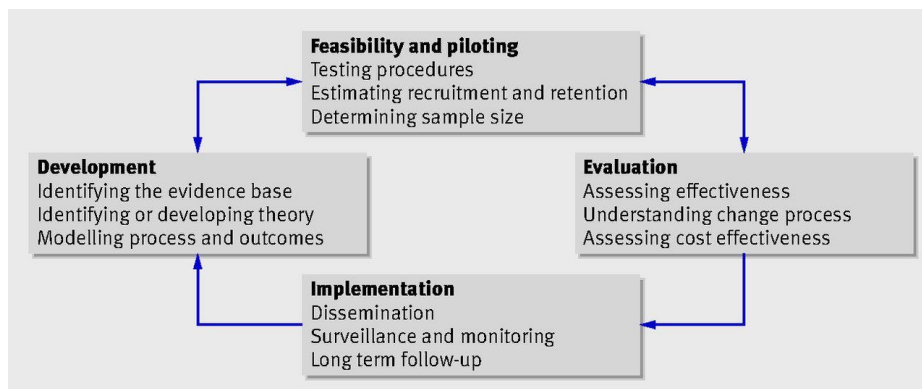 Feasibility and piloting
Testing procedures
Estimating recruitment and retention
Determining sample size
Development
Identifying the evidence base
Identifying or developing theory
Modelling process and outcomes
Evaluation
Assessing effectiveness
Understanding change process
Assessing cost effectiveness
Implementation
Dissemination
Surveillance and monitoring
Long term follow-up